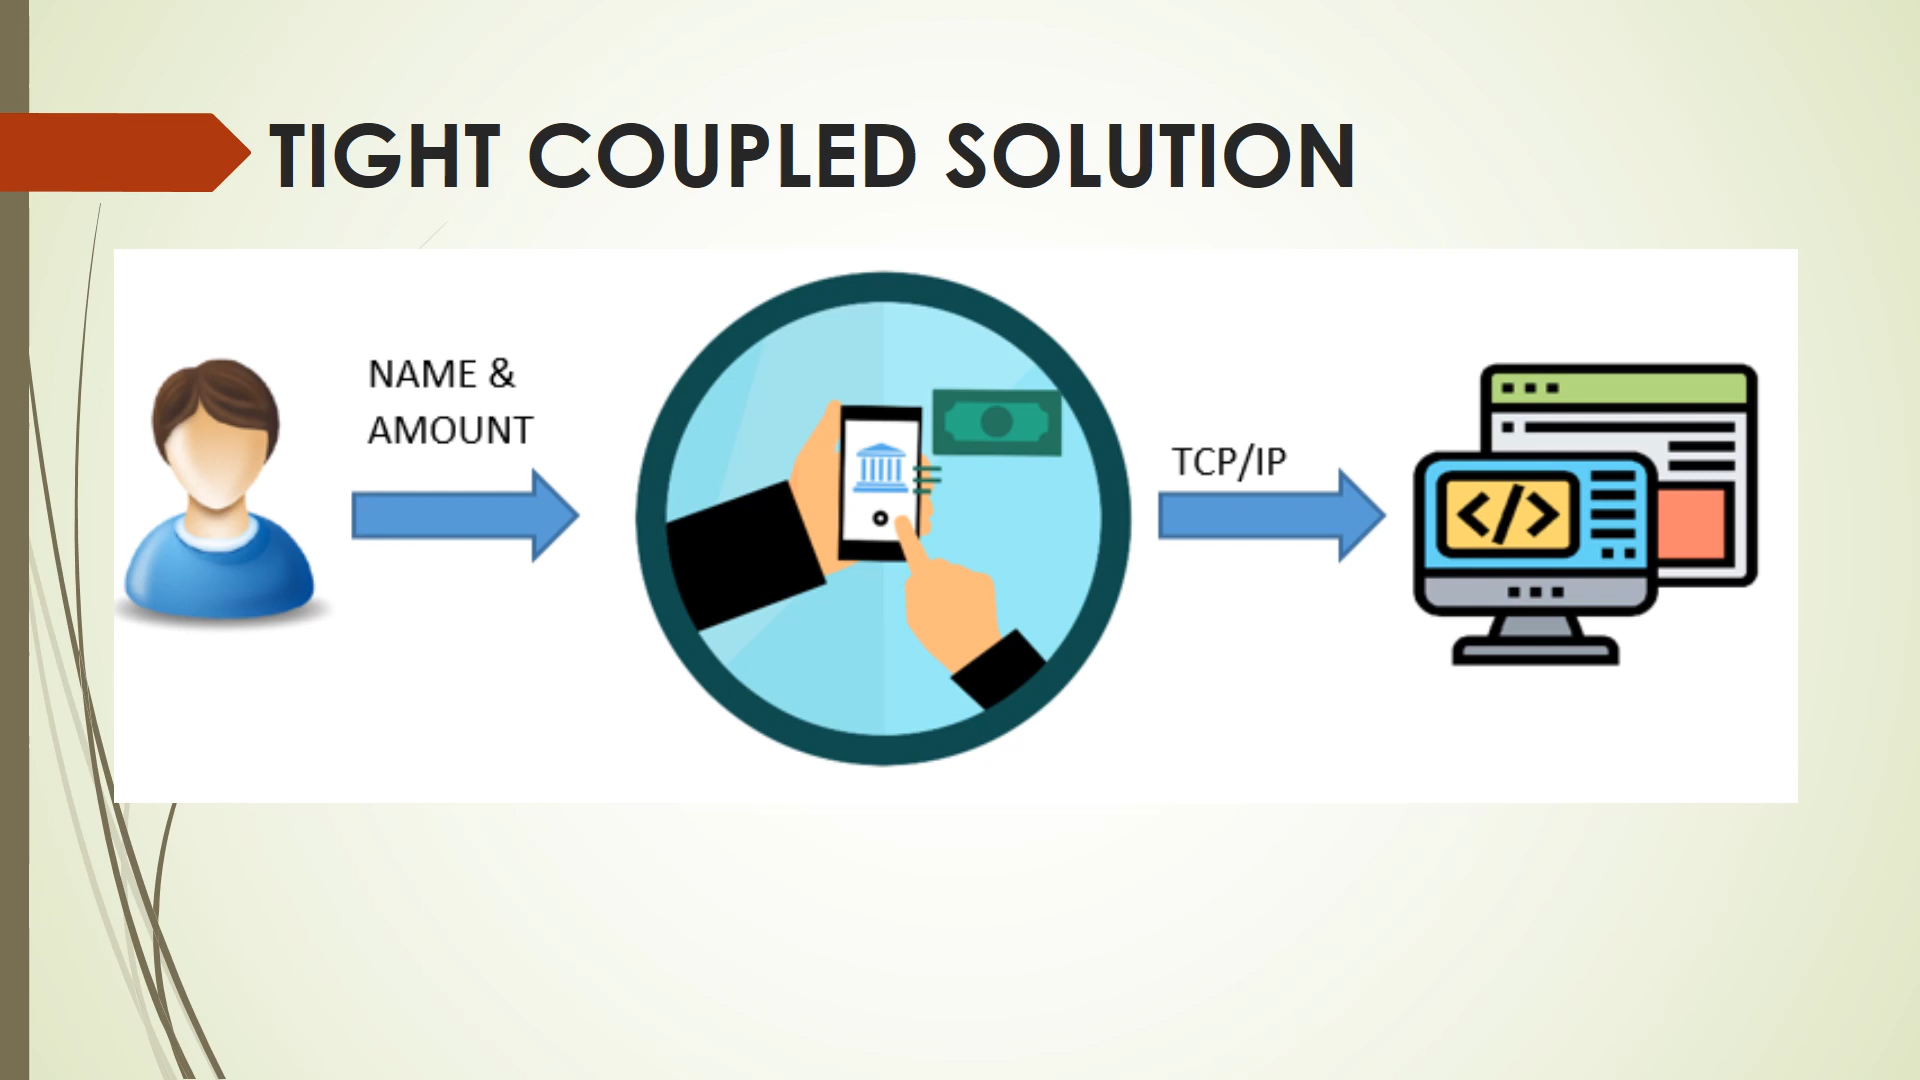 TIGHT COUPLED SOLUTION
NAME &
AMOUNT
TCP/IP
</>